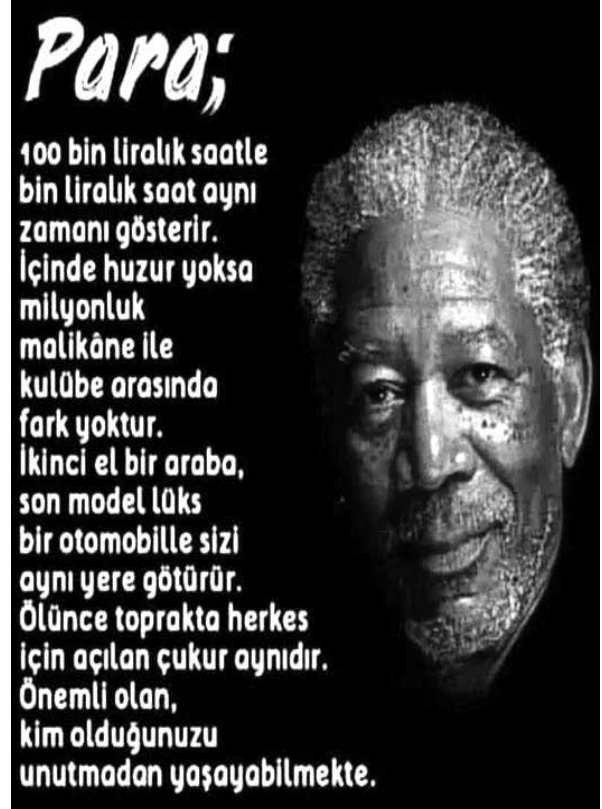 Para;
100 bin liralık saatle
bin liralık saat aynı
zamanı gösterir.
İçinde huzur yoksa
milyonluk
malikâne ile
kulübe arasında
fark yoktur.
İkinci el bir araba,
son model lüks
bir otomobille sizi
aynı yere götürür.
Ölünce toprakta herkes
için açılan çukur aynıdır.
Önemli olan,
kim olduğunuzu
unutmadan yaşayabilmekte.